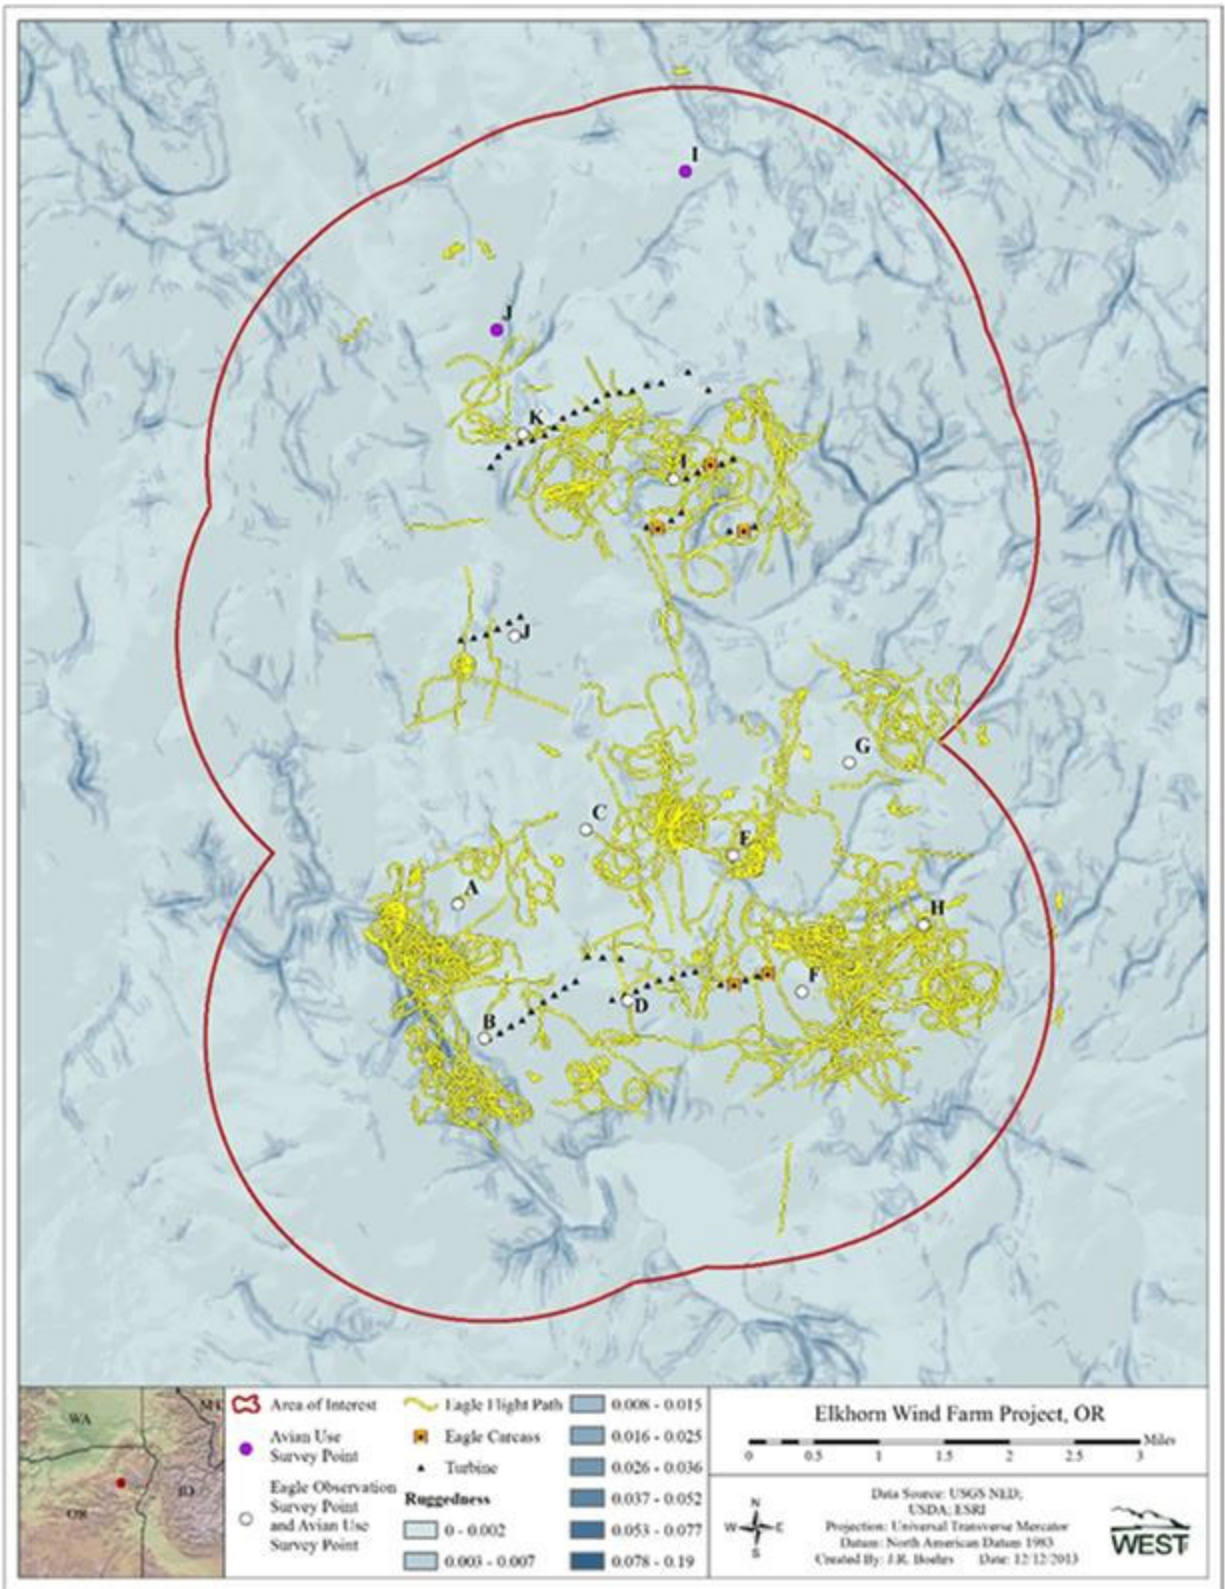 I
J
K
I
J
G
C
E
A
H
F
D
B
WA
OR
ID
Area of Interest
Avian Use
Survey Point
Eagle Observation
Survey Point
and Avian Use
Survey Point
Eagle Flight Path
Eagle Carcass
Turbine
Ruggedness
0 - 0.002
0.003 - 0.007
0.008 - 0.015
0.016 - 0.025
0.026 - 0.036
0.037 - 0.052
0.053 - 0.077
0.078 - 0.19
Elkhorn Wind Farm Project, OR
Miles
0 0.5 1 1.5 2 2.5 3
N
W E
S
Data Source: USGS NED;
USDA; ESRI
Projection: Universal Transverse Mercator
Datum: North American Datum 1983
Created By: J.R. Boehrs Date: 12/12/2013
WEST